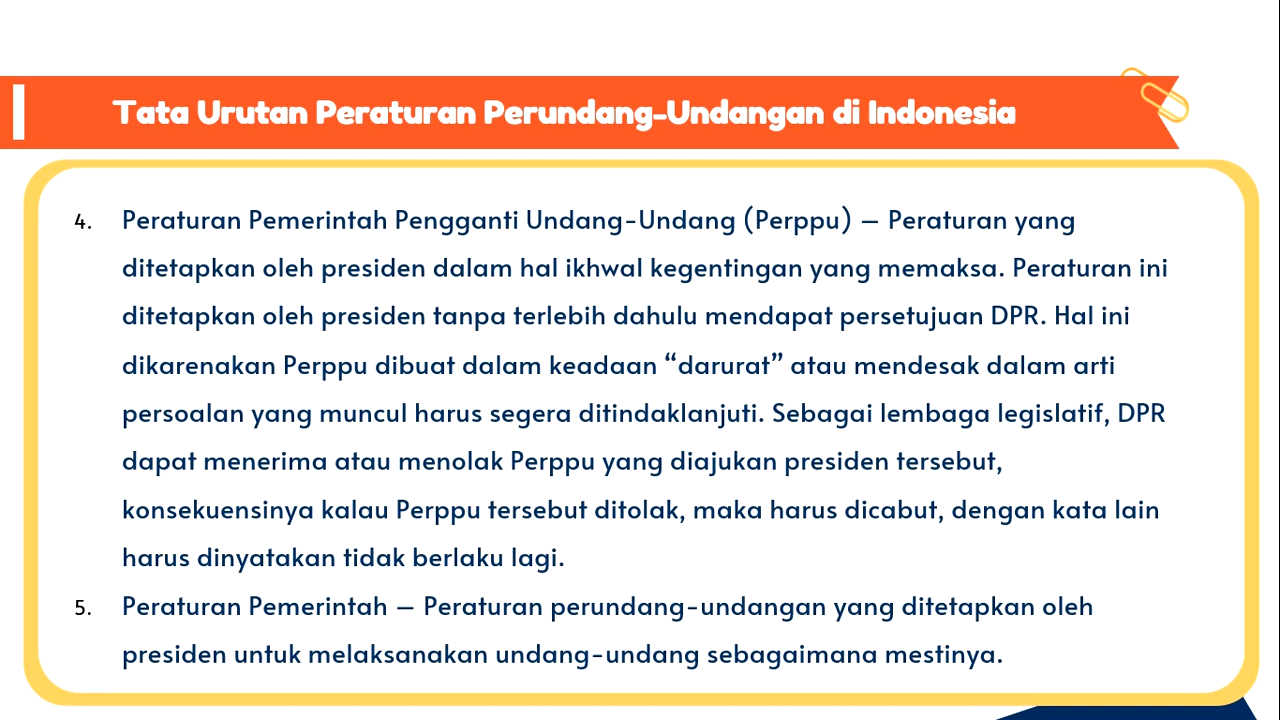 Tata Urutan Peraturan Perundang-Undangan di Indonesia
4. Peraturan Pemerintah Pengganti Undang-Undang (Perppu) – Peraturan yang
ditetapkan oleh presiden dalam hal ikhwal kegentingan yang memaksa. Peraturan ini
ditetapkan oleh presiden tanpa terlebih dahulu mendapat persetujuan DPR. Hal ini
dikarenakan Perppu dibuat dalam keadaan “darurat” atau mendesak dalam arti
persoalan yang muncul harus segera ditindaklanjuti. Sebagai lembaga legislatif, DPR
dapat menerima atau menolak Perppu yang diajukan presiden tersebut,
konsekuensinya kalau Perppu tersebut ditolak, maka harus dicabut, dengan kata lain
harus dinyatakan tidak berlaku lagi.
5. Peraturan Pemerintah – Peraturan perundang-undangan yang ditetapkan oleh
presiden untuk melaksanakan undang-undang sebagaimana mestinya.